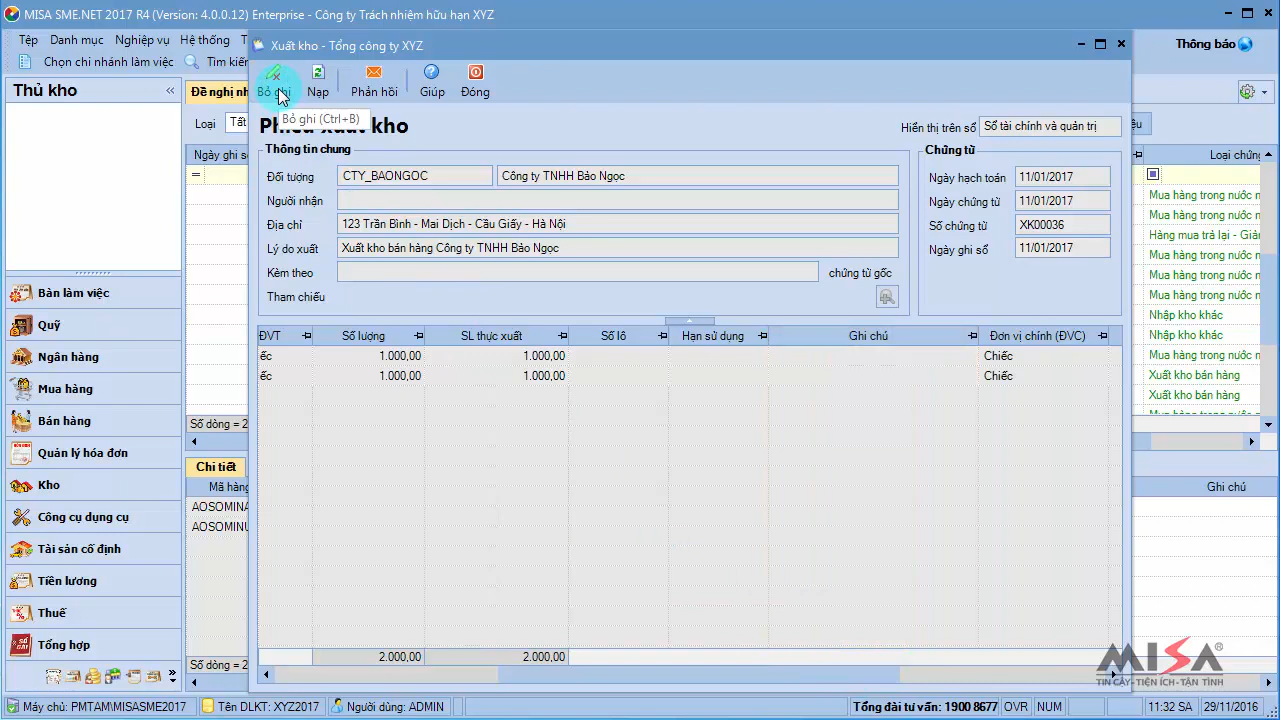 MISA SME.NET 2017 R4 (Version: 4.0.0.12) Enterprise - Công ty Trách nhiệm hữu hạn XYZ
Tệp Danh mục Nghiệp vụ Hệ thống
Thông báo
Chọn chi nhánh làm việc Tìm kiếm
Xuất kho - Tổng công ty XYZ
Bỏ ghi Nạp Phản hồi Giúp Đóng
Bỏ ghi (Ctrl+B)
Thủ kho
Bàn làm việc
Quỹ
Ngân hàng
Mua hàng
Bán hàng
Quản lý hóa đơn
Kho
Công cụ dụng cụ
Tài sản cố định
Tiền lương
Thuế
Tổng hợp
Đề nghị nh
Loại Tất
Ngày ghi s
=
Số dòng = 2
Chi tiết
Mã hàng
AOSOMINA
AOSOMINU
Số dòng = 2
Phiếu xuất kho
Hiển thị trên sổ Sổ tài chính và quản trị
Thông tin chung
Đối tượng CTY_BAONGOC Công ty TNHH Bảo Ngọc
Người nhận
Địa chỉ 123 Trần Bình - Mai Dịch - Cầu Giấy - Hà Nội
Lý do xuất Xuất kho bán hàng Công ty TNHH Bảo Ngọc
Kèm theo chứng từ gốc
Tham chiếu
Chứng từ
Ngày hạch toán 11/01/2017
Ngày chứng từ 11/01/2017
Số chứng từ XK00036
Ngày ghi sổ 11/01/2017
ĐVT Số lượng SL thực xuất Số lô Hạn sử dụng Ghi chú Đơn vị chính (ĐVC)
ếc 1.000,00 1.000,00 Chiếc
ếc 1.000,00 1.000,00 Chiếc
2.000,00 2.000,00
Loại chứng
Mua hàng trong nước n
Mua hàng trong nước n
Hàng mua trả lại - Giàn
Mua hàng trong nước n
Mua hàng trong nước n
Mua hàng trong nước n
Nhập kho khác
Nhập kho khác
Mua hàng trong nước n
Xuất kho bán hàng
Xuất kho bán hàng
Ghi chú
MISA®
TIN CẬY - TIỆN ÍCH - TẬN TÌNH
Máy chủ: PMTAM\MISASME2017 Tên DLKT: XYZ2017 Người dùng: ADMIN Tổng đài tư vấn: 1900 8677 OVR NUM 11:32 SA 29/11/2016